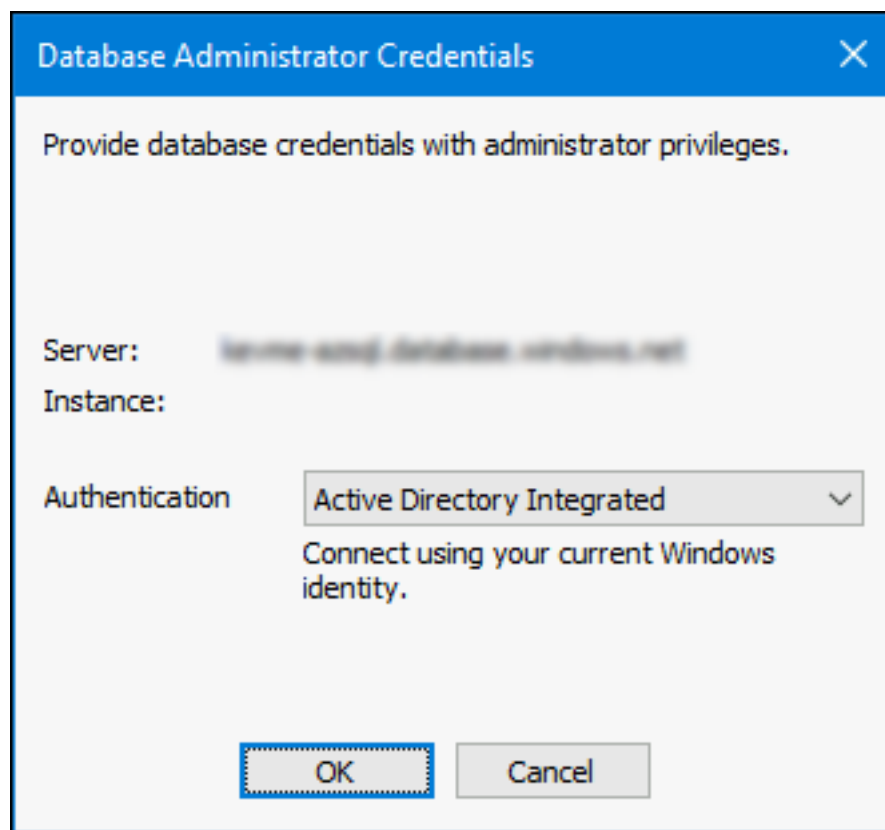 Database Administrator Credentials
Provide database credentials with administrator privileges.
Server:
Instance:
Authentication Active Directory Integrated
Connect using your current Windows
identity.
OK Cancel